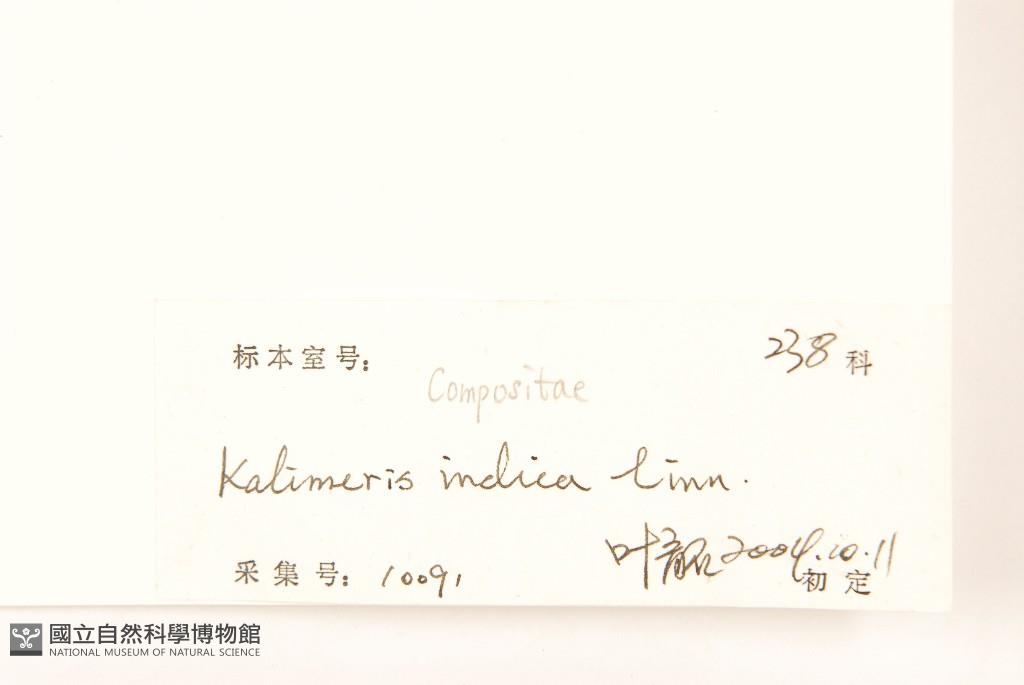 标本室号： 238 科
Compositae
Kalimeris indica Linn.
叶 2004.10.11
采集号： 10091 初定
國立自然科學博物館
NATIONAL MUSEUM OF NATURAL SCIENCE